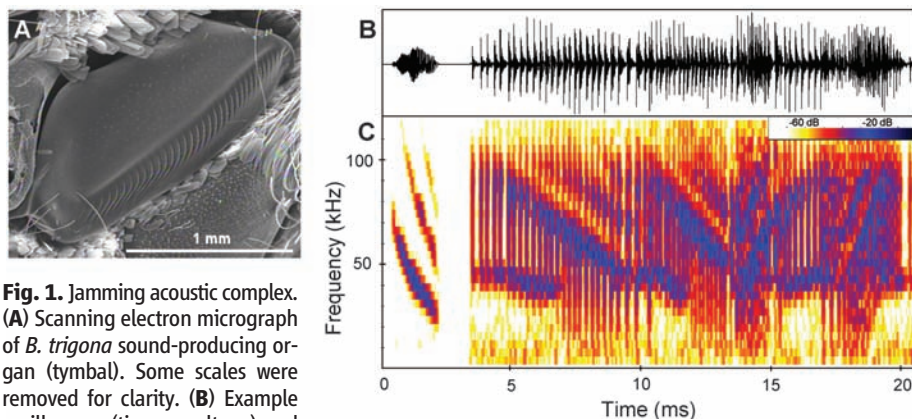 A
1 mm
Fig. 1. Jamming acoustic complex.
(A) Scanning electron micrograph
of B. trigona sound-producing or-
gan (tymbal). Some scales were
removed for clarity. (B) Example
B
C
-60 dB -20 dB
100
50
Frequency (kHz)
0 5 10 15 20
Time (ms)